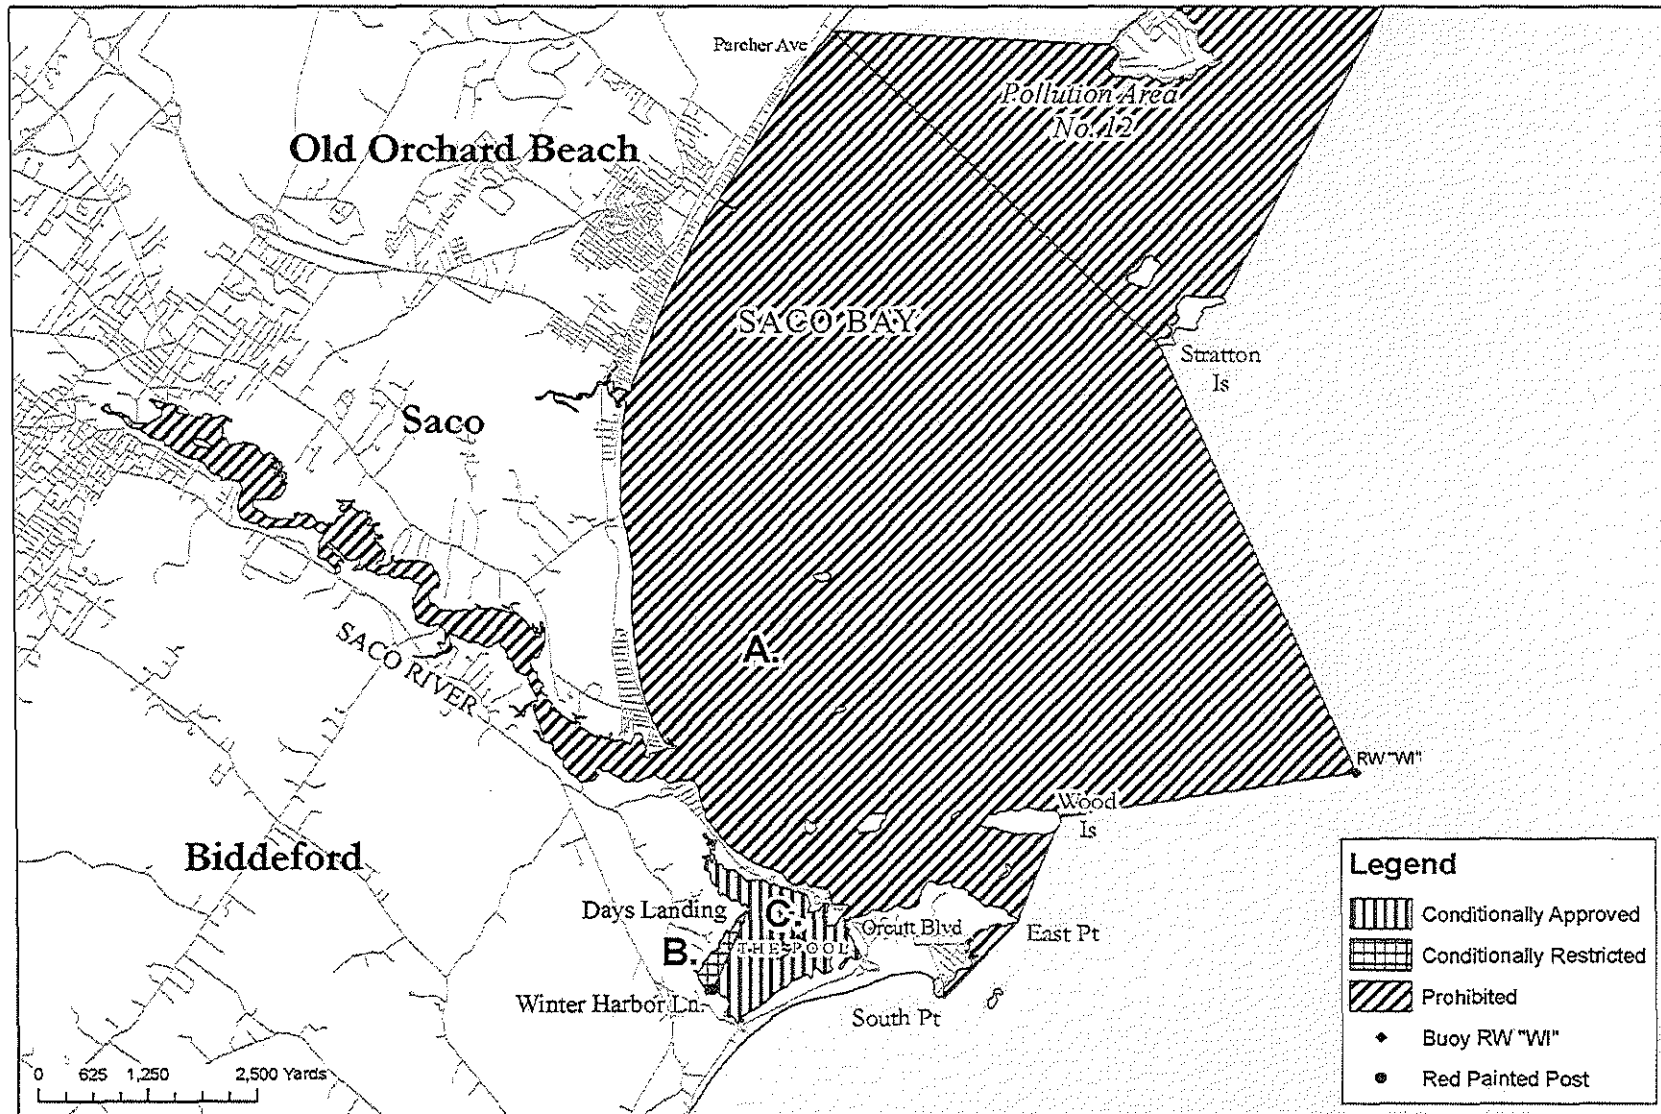 Parcher Ave
Pollution Area
No. 12
Old Orchard Beach
SACO BAY
Stratton
Is
Saco
A.
SACO RIVER
RW "WI"
Wood
Is
Biddeford
Days Landing
C.
Orcutt Blvd
East Pt
B.
THE POOL
Winter Harbor Ln.
South Pt
Legend
Conditionally Approved
Conditionally Restricted
Prohibited
Buoy RW "WI"
Red Painted Post
0 625 1,250 2,500 Yards